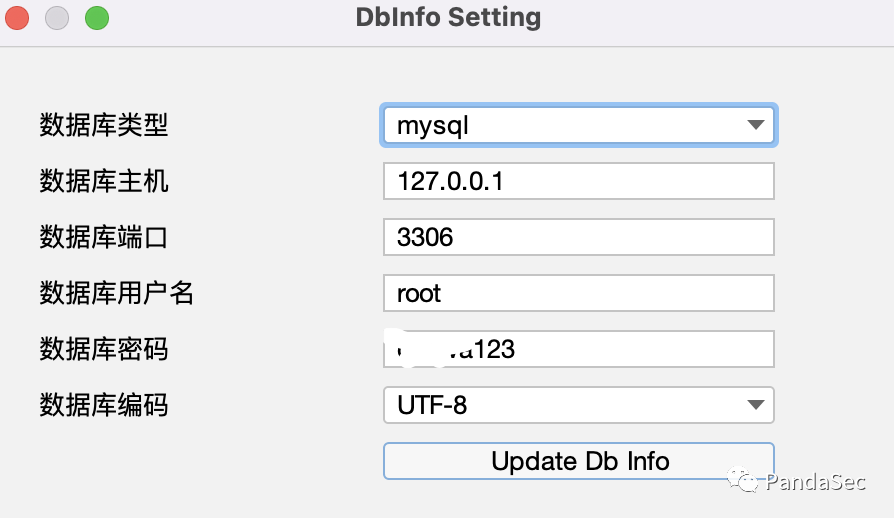 DbInfo Setting
数据库类型 mysql
数据库主机 127.0.0.1
数据库端口 3306
数据库用户名 root
数据库密码
数据库编码 UTF-8
Update Db Info
PandaSec